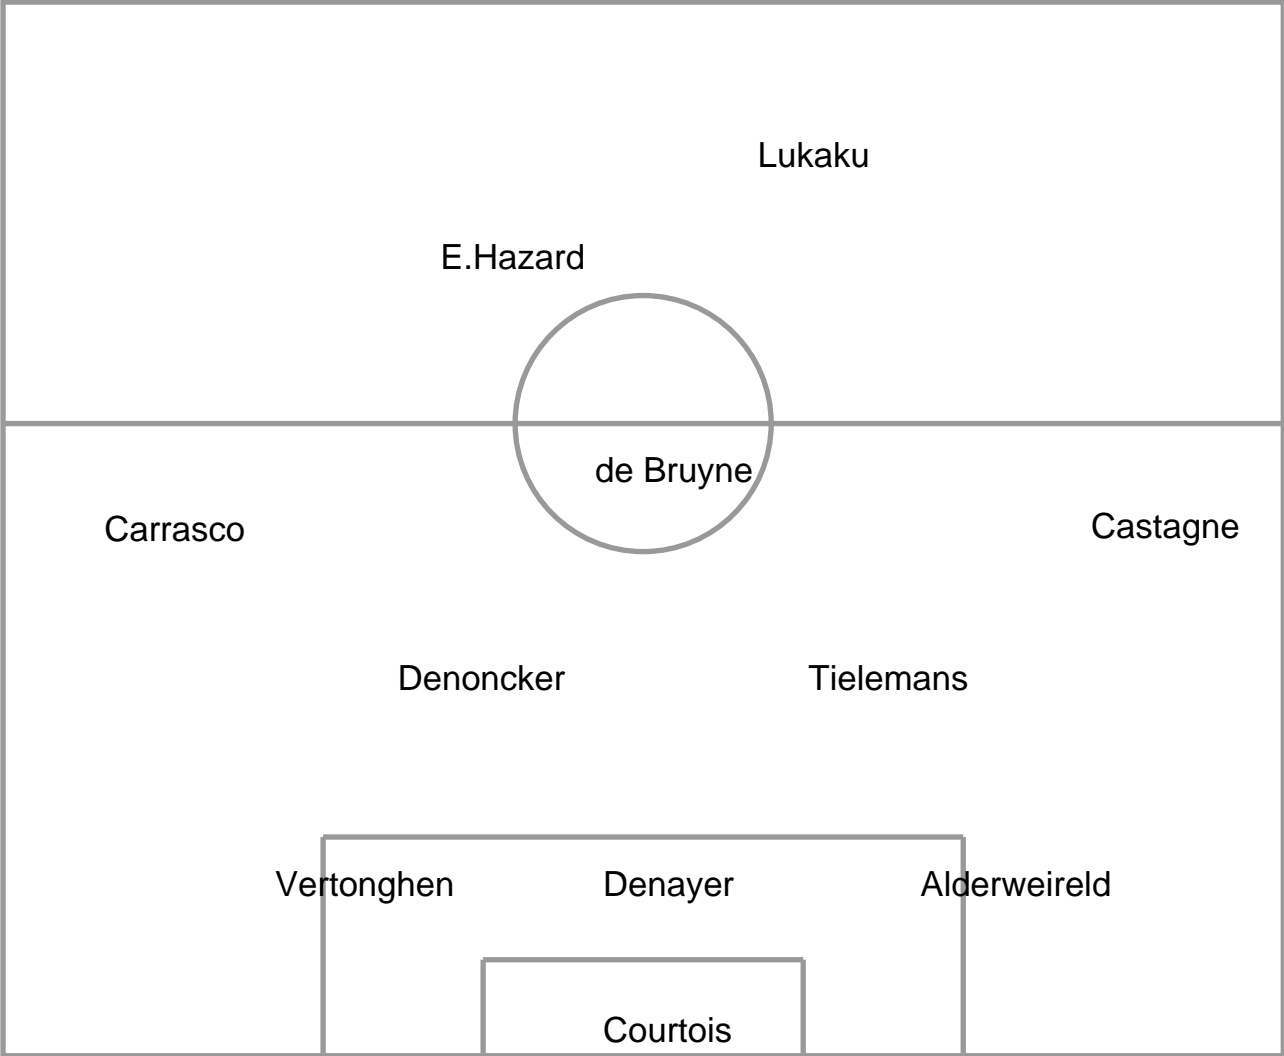 Lukaku
E.Hazard
de Bruyne
Carrasco
Castagne
Denoncker
Tielemans
Vertonghen
Denayer
Alderweireld
Courtois